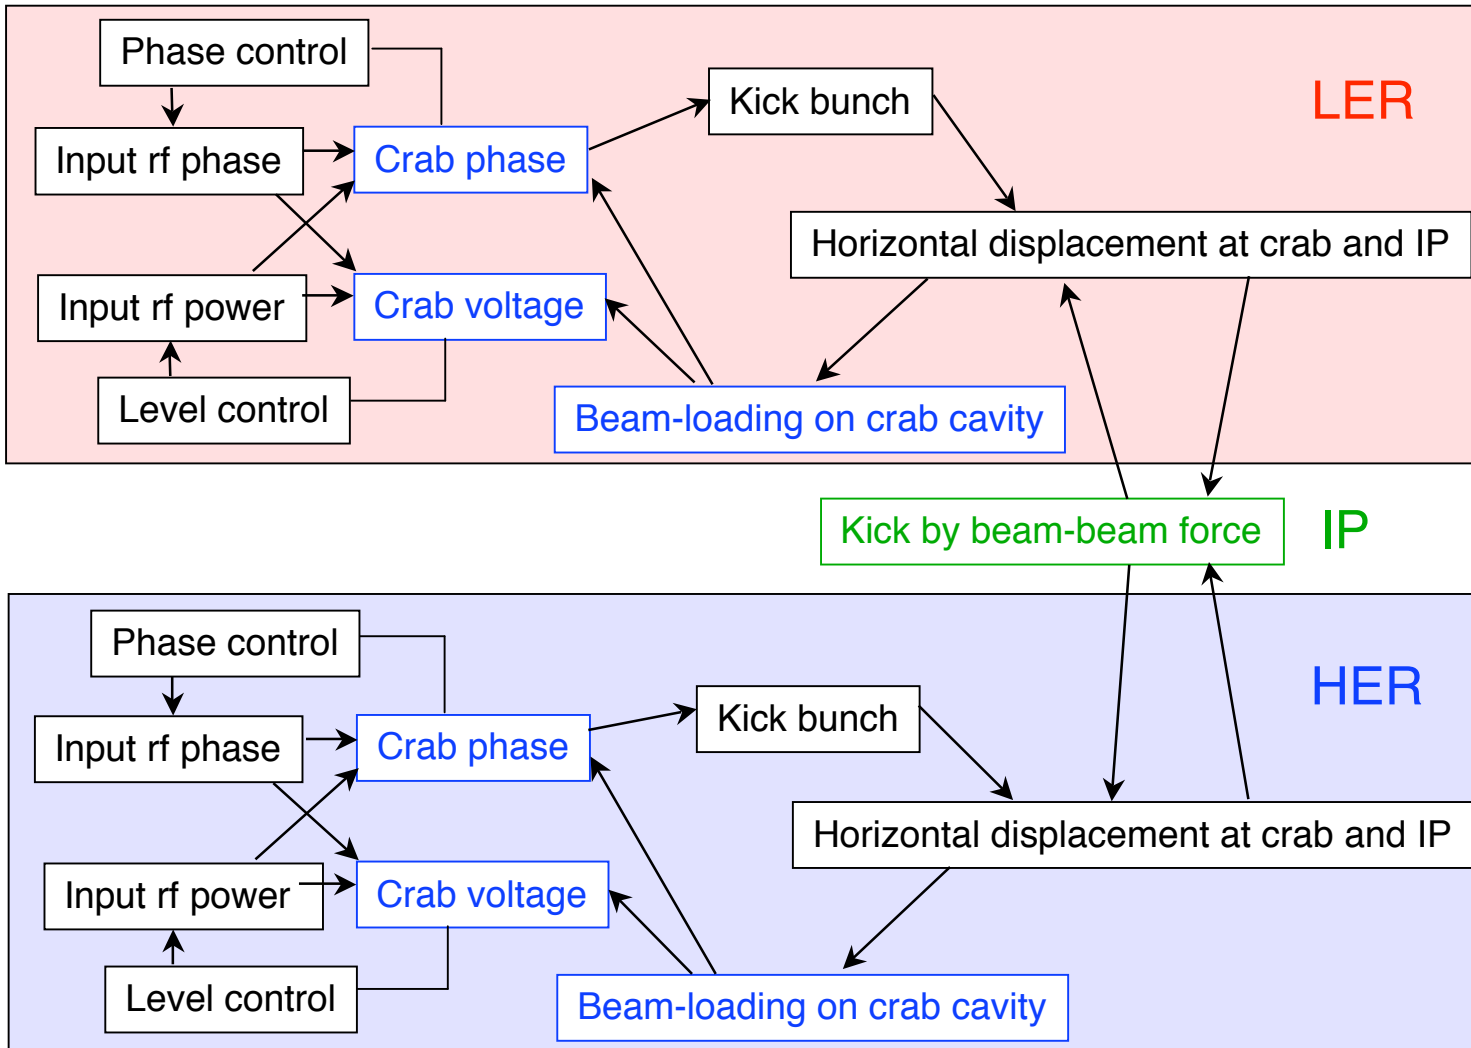 Phase control
Kick bunch
LER
Input rf phase
Crab phase
Horizontal displacement at crab and IP
Input rf power
Crab voltage
Level control
Beam-loading on crab cavity
Kick by beam-beam force
IP
Phase control
HER
Kick bunch
Input rf phase
Crab phase
Horizontal displacement at crab and IP
Input rf power
Crab voltage
Level control
Beam-loading on crab cavity